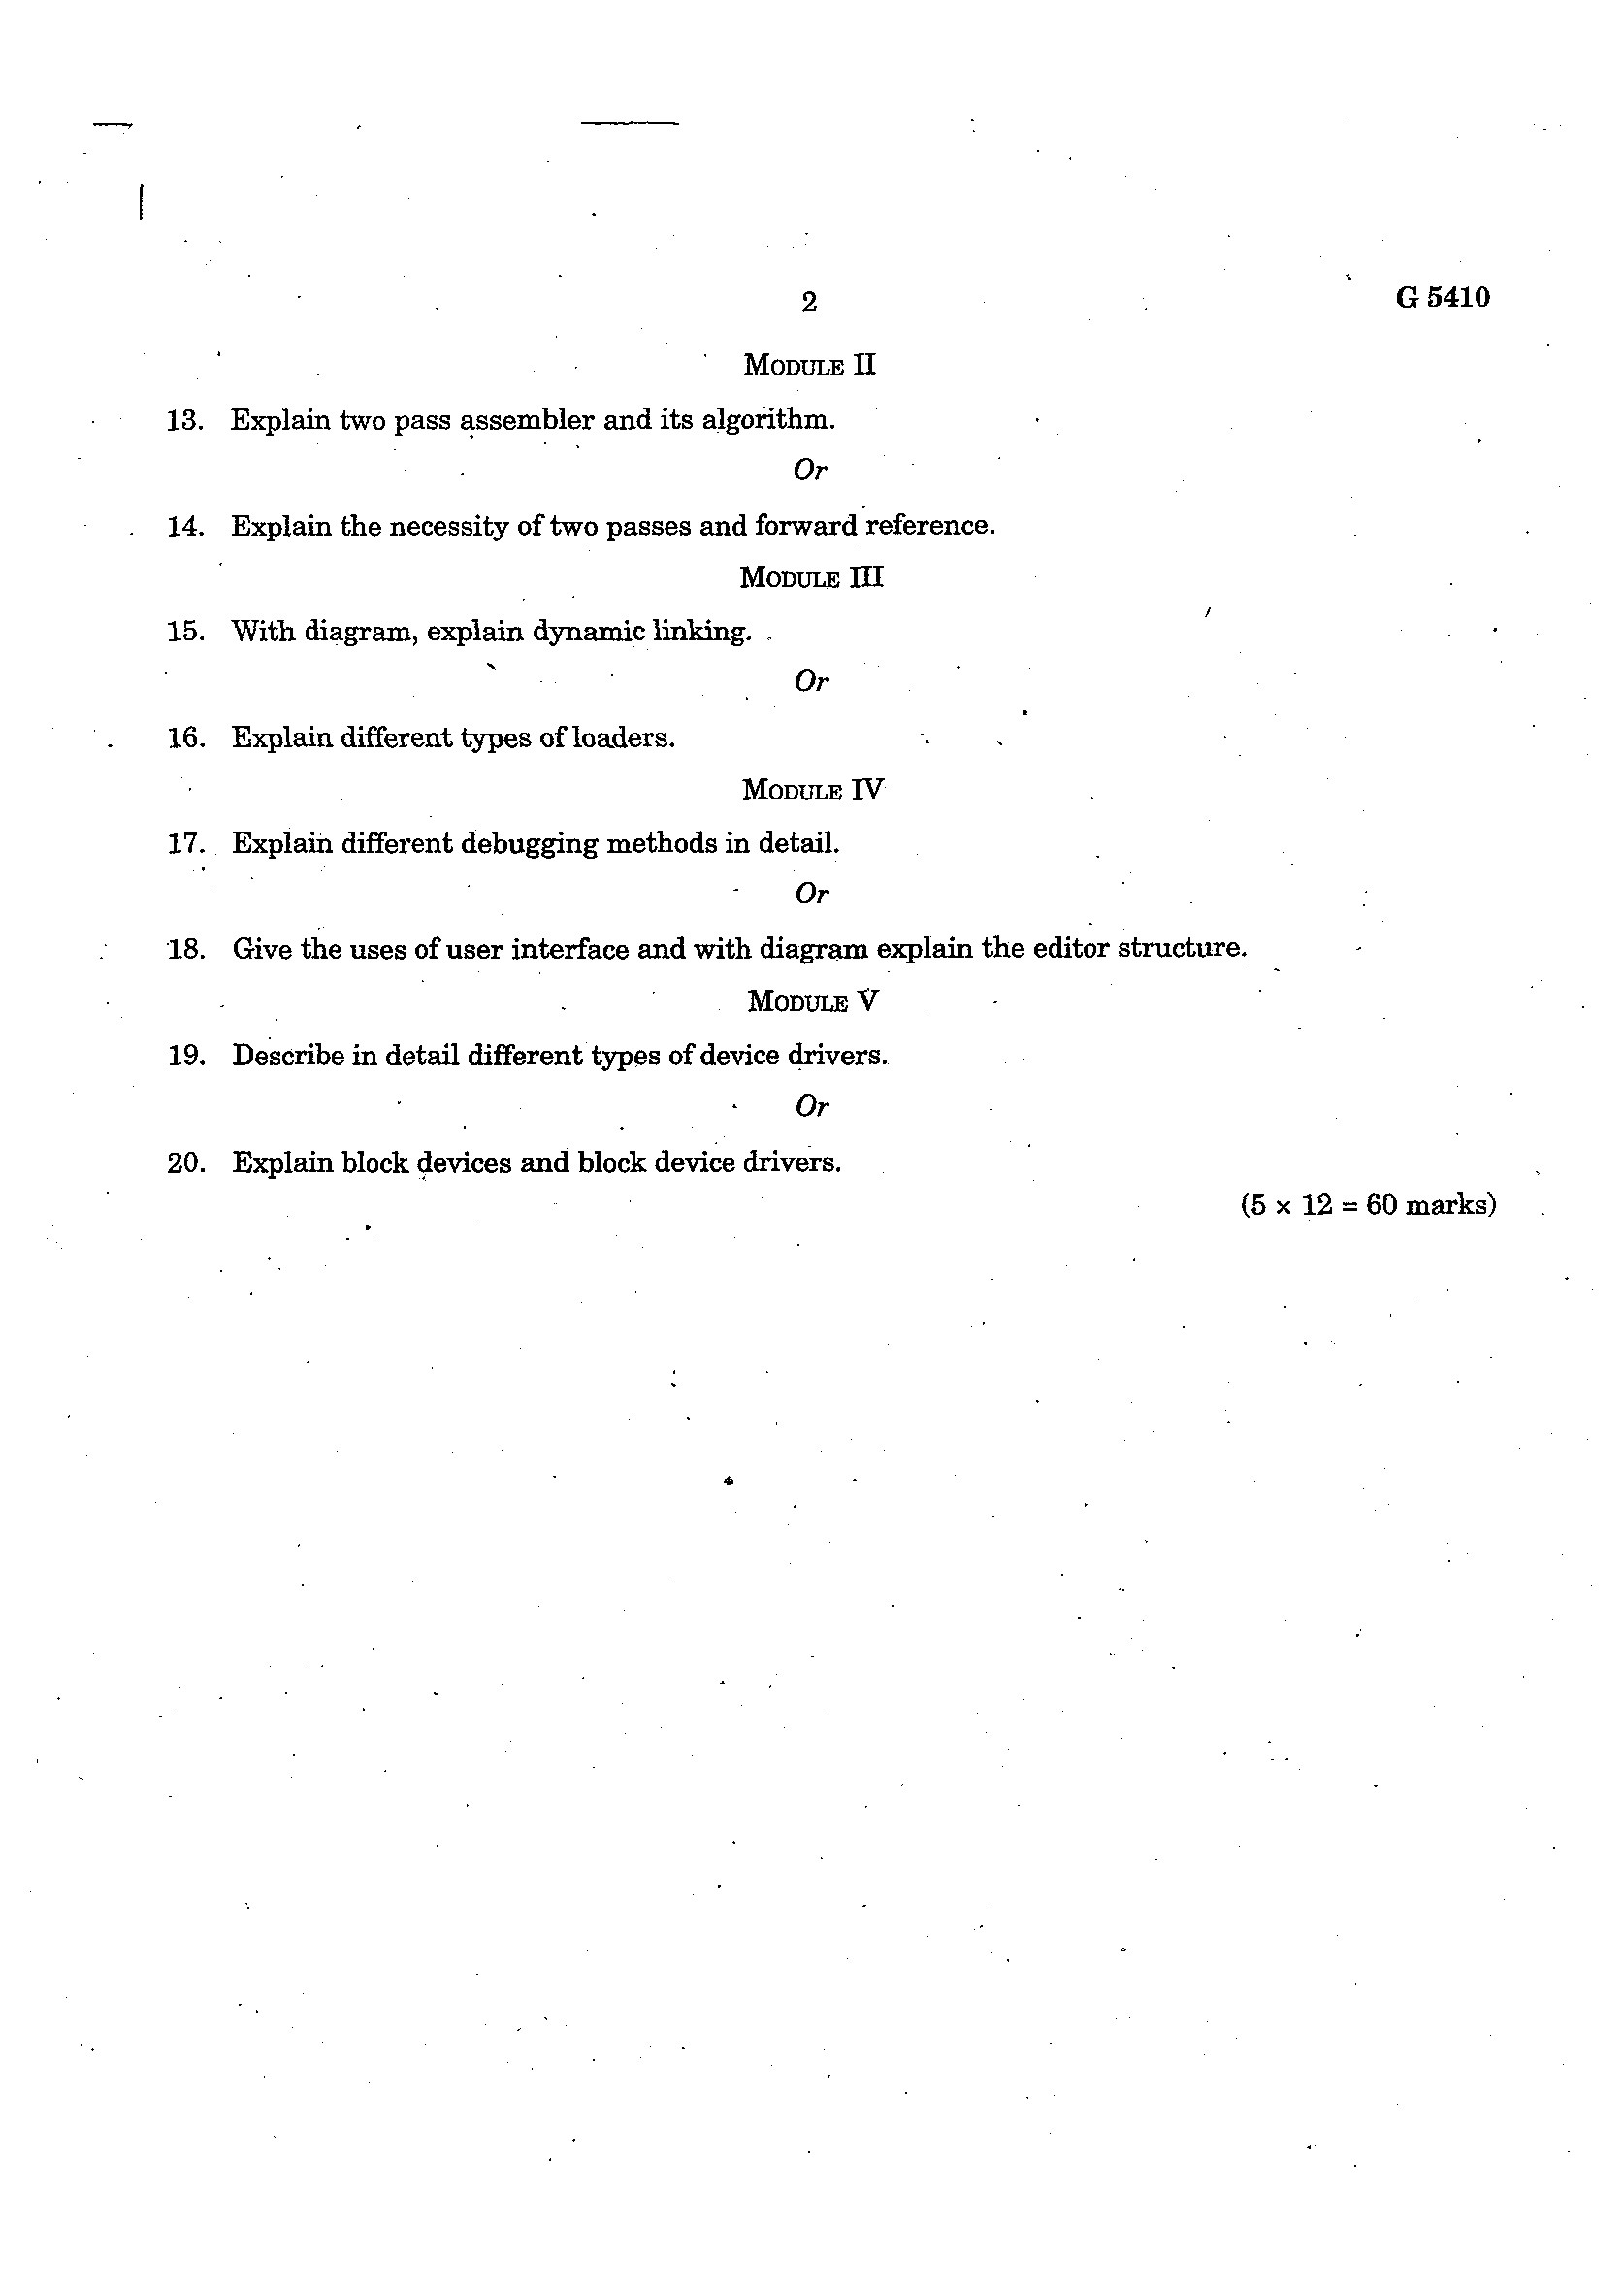 2
G 5410
MODULE II
13. Explain two pass assembler and its algorithm.
Or
14. Explain the necessity of two passes and forward reference.
MODULE III
15. With diagram, explain dynamic linking.
Or
16. Explain different types of loaders.
MODULE IV
17. Explain different debugging methods in detail.
Or
18. Give the uses of user interface and with diagram explain the editor structure.
MODULE V
19. Describe in detail different types of device drivers.
Or
20. Explain block devices and block device drivers.
(5 × 12 = 60 marks)